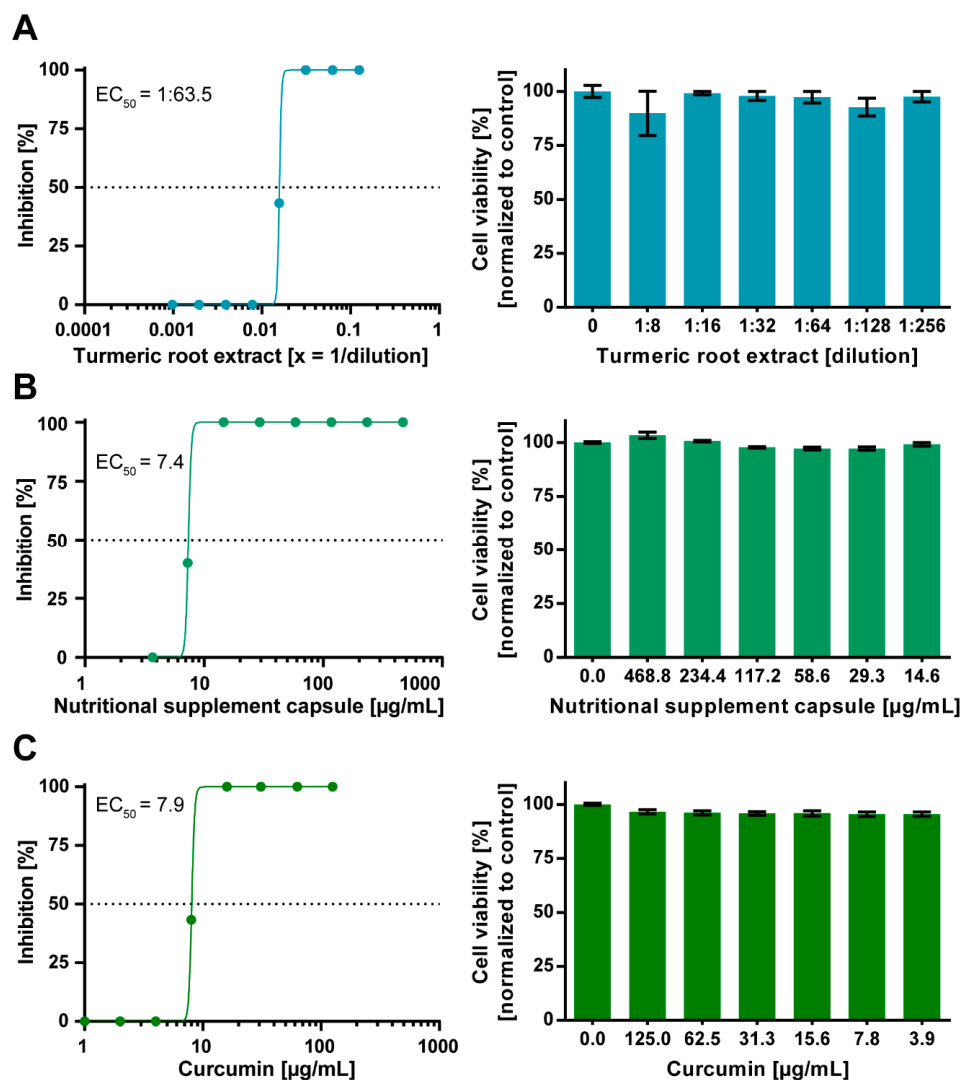 A
Inhibition [%]
100
75
50
25
0
EC50 = 1:63.5
0.0001 0.001 0.01 0.1 1
Turmeric root extract [x = 1/dilution]
Cell viability [%]
[normalized to control]
100
75
50
25
0
0 1:8 1:16 1:32 1:64 1:128 1:256
Turmeric root extract [dilution]
B
Inhibition [%]
100
75
50
25
0
EC50 = 7.4
1 10 100 1000
Nutritional supplement capsule [µg/mL]
Cell viability [%]
[normalized to control]
100
75
50
25
0
0.0 468.8 234.4 117.2 58.6 29.3 14.6
Nutritional supplement capsule [µg/mL]
C
Inhibition [%]
100
75
50
25
0
EC50 = 7.9
1 10 100 1000
Curcumin [µg/mL]
Cell viability [%]
[normalized to control]
100
75
50
25
0
0.0 125.0 62.5 31.3 15.6 7.8 3.9
Curcumin [µg/mL]